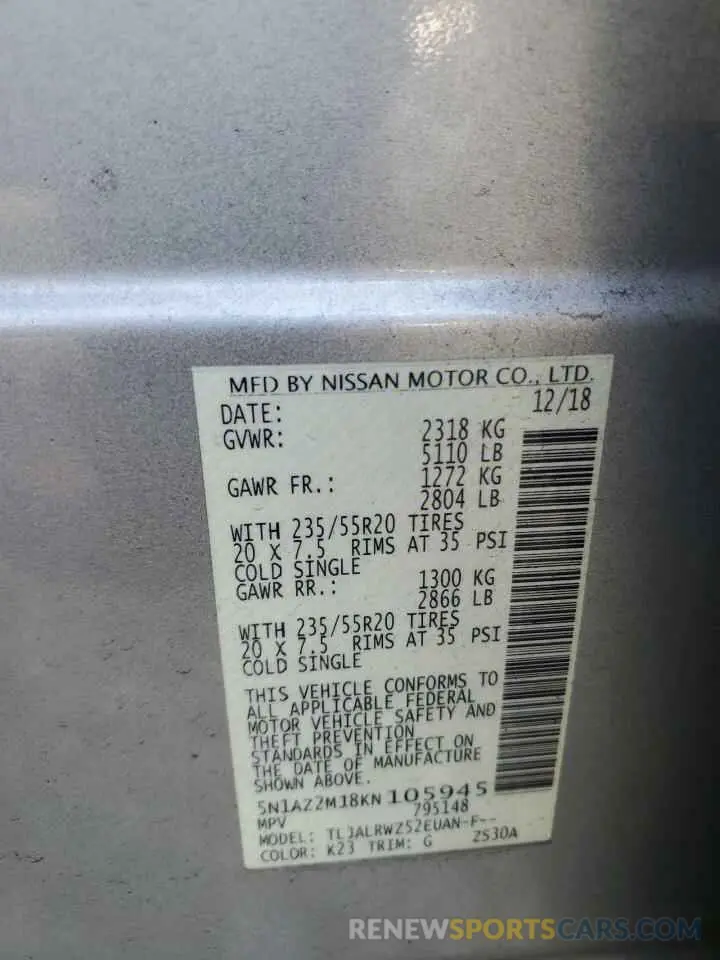 MFD BY NISSAN MOTOR CO., LTD.
DATE: 12/18
GVWR: 2318 KG
5110 LB
GAWR FR.: 1272 KG
2804 LB
WITH 235/55R20 TIRES
20 X 7.5 RIMS AT 35 PSI
COLD SINGLE
GAWR RR.: 1300 KG
2866 LB
WITH 235/55R20 TIRES
20 X 7.5 RIMS AT 35 PSI
COLD SINGLE
THIS VEHICLE CONFORMS TO
ALL APPLICABLE FEDERAL
MOTOR VEHICLE SAFETY AND
THEFT PREVENTION
STANDARDS IN EFFECT ON
THE DATE OF MANUFACTURE
SHOWN ABOVE.
5N1AZ2M18KN105945
MPV 795148
MODEL: TLJALRWZ52EUAN-F--
COLOR: K23 TRIM: G ZS30A
RENEWSPORTSCARS.COM